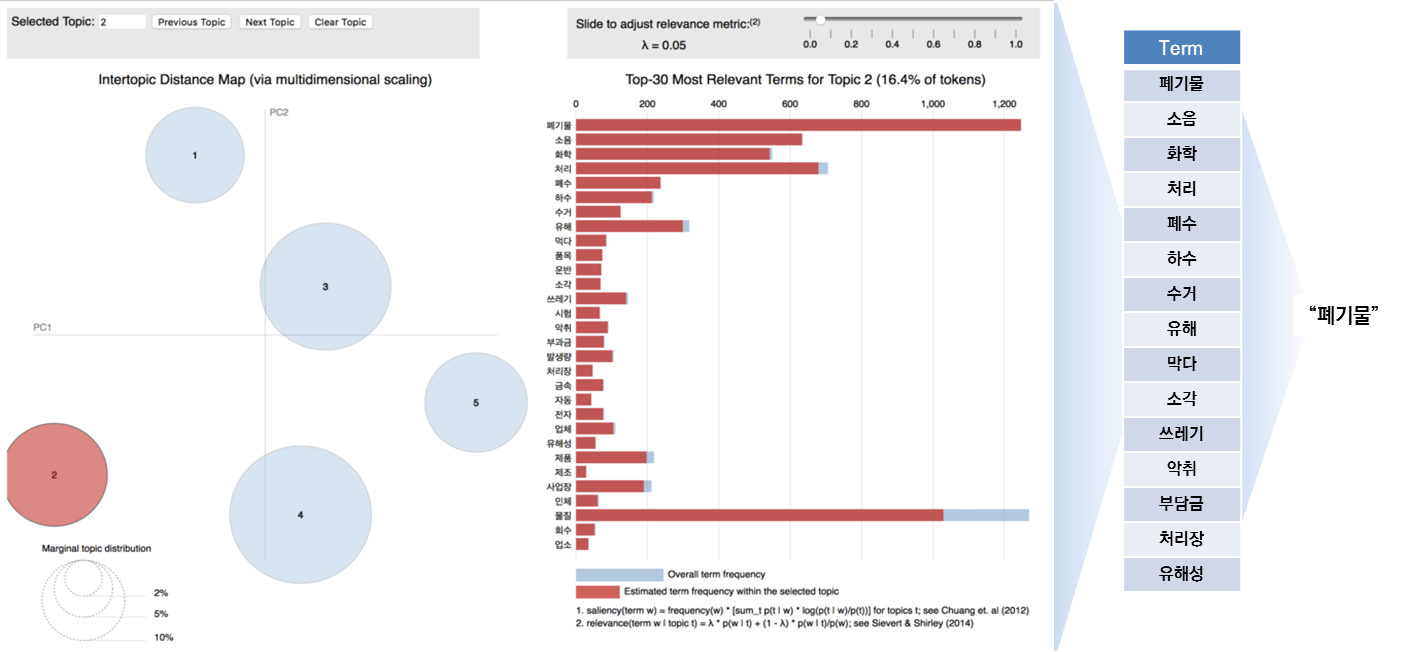 Selected Topic: 2 Previous Topic Next Topic Clear Topic
Slide to adjust relevance metric:(2)
λ = 0.05
0.0 0.2 0.4 0.6 0.8 1.0
Intertopic Distance Map (via multidimensional scaling)
PC2
PC1
1
3
5
2
4
Marginal topic distribution
2%
5%
10%
Top-30 Most Relevant Terms for Topic 2 (16.4% of tokens)
0 200 400 600 800 1,000 1,200
폐기물
소음
화학
처리
폐수
하수
수거
유해
먹다
품목
운반
소각
쓰레기
시험
악취
부과금
발생량
처리장
금속
자동
전자
업체
유해성
제품
제조
사업장
인체
물질
회수
업소
Overall term frequency
Estimated term frequency within the selected topic
1. saliency(term w) = frequency(w) * [sum_t p(t | w) * log(p(t | w)/p(t))] for topics t; see Chuang et. al (2012)
2. relevance(term w | topic t) = λ * p(w | t) + (1 - λ) * p(w | t)/p(w); see Sievert & Shirley (2014)
Term
폐기물
소음
화학
처리
폐수
하수
수거
유해
막다
소각
쓰레기
악취
부담금
처리장
유해성
“폐기물”